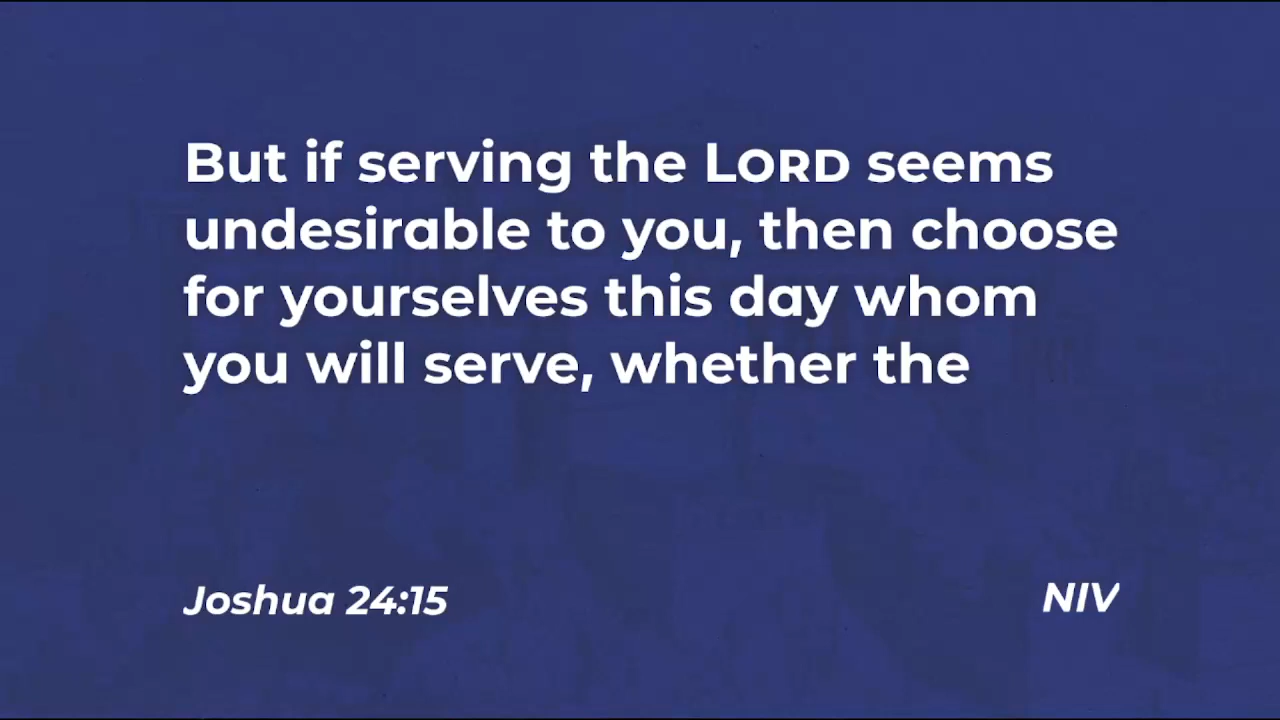 But if serving the LORD seems
undesirable to you, then choose
for yourselves this day whom
you will serve, whether the
Joshua 24:15
NIV